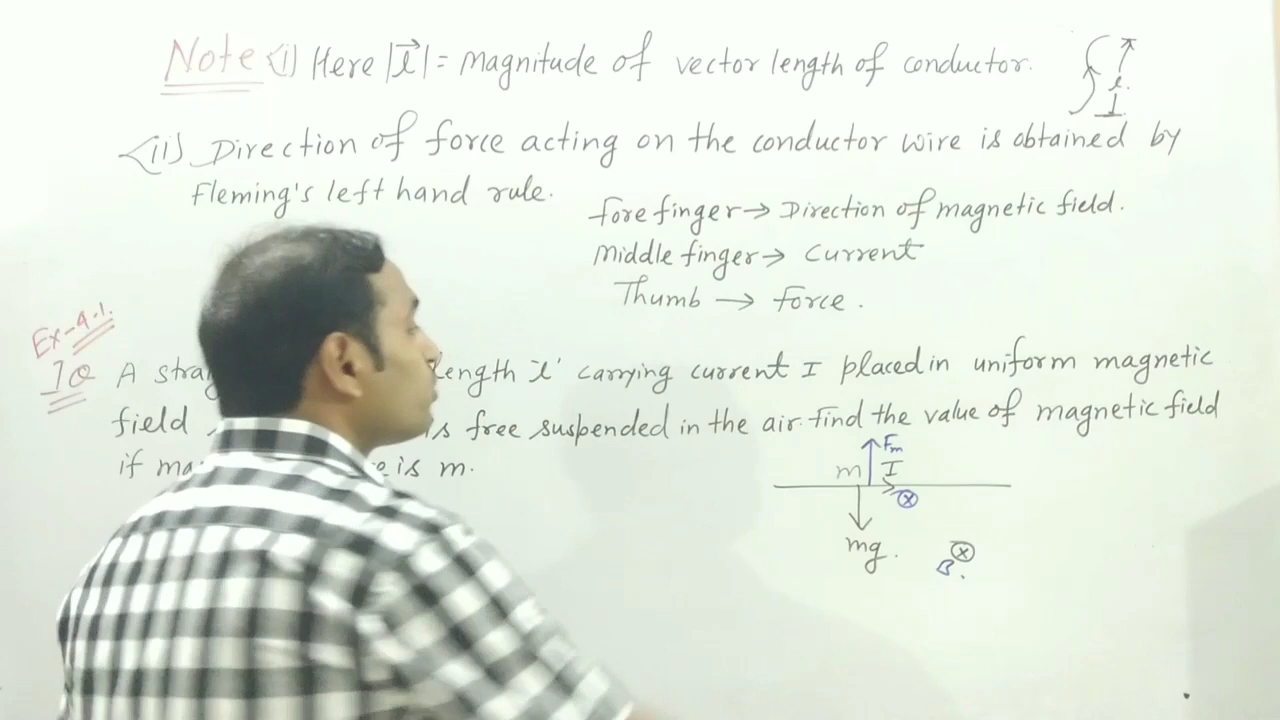 Note (i) Here |l⃗| = magnitude of vector length of conductor.
l
I
(ii) Direction of force acting on the conductor wire is obtained by
Fleming's left hand rule.
fore finger → Direction of magnetic field.
Middle finger → Current
Thumb → force.
Ex-4.1.
1Q A length 'l' carrying current I placed in uniform magnetic
field is free suspended in the air. find the value of magnetic field
if is m.
Fm
m I
⊗
mg.
⊗
B.